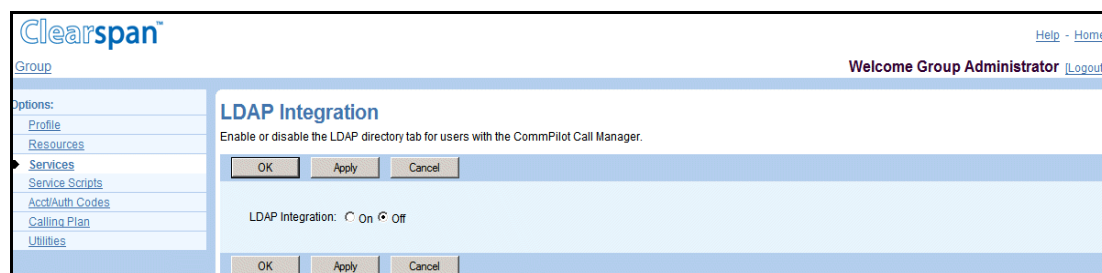 Clearspan™
Help - Home
Group
Welcome Group Administrator [Logout
Options:
Profile
Resources
Services
Service Scripts
Acct/Auth Codes
Calling Plan
Utilities
LDAP Integration
Enable or disable the LDAP directory tab for users with the CommPilot Call Manager.
OK Apply Cancel
LDAP Integration: On Off
OK Apply Cancel